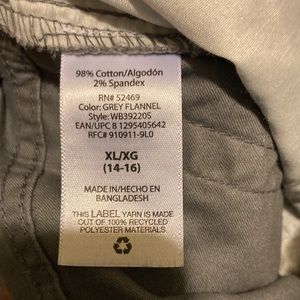 98% Cotton/Algodón
2% Spandex
RN# 52469
Color: GREY FLANNEL
Style: WB392205
EAN/UPC 8 1295405642
RFC# 910911-9L0
XL/XG
(14-16)
MADE IN/HECHO EN
BANGLADESH
THIS LABEL YARN IS MADE
OUT OF 100% RECYCLED
POLYESTER MATERIALS